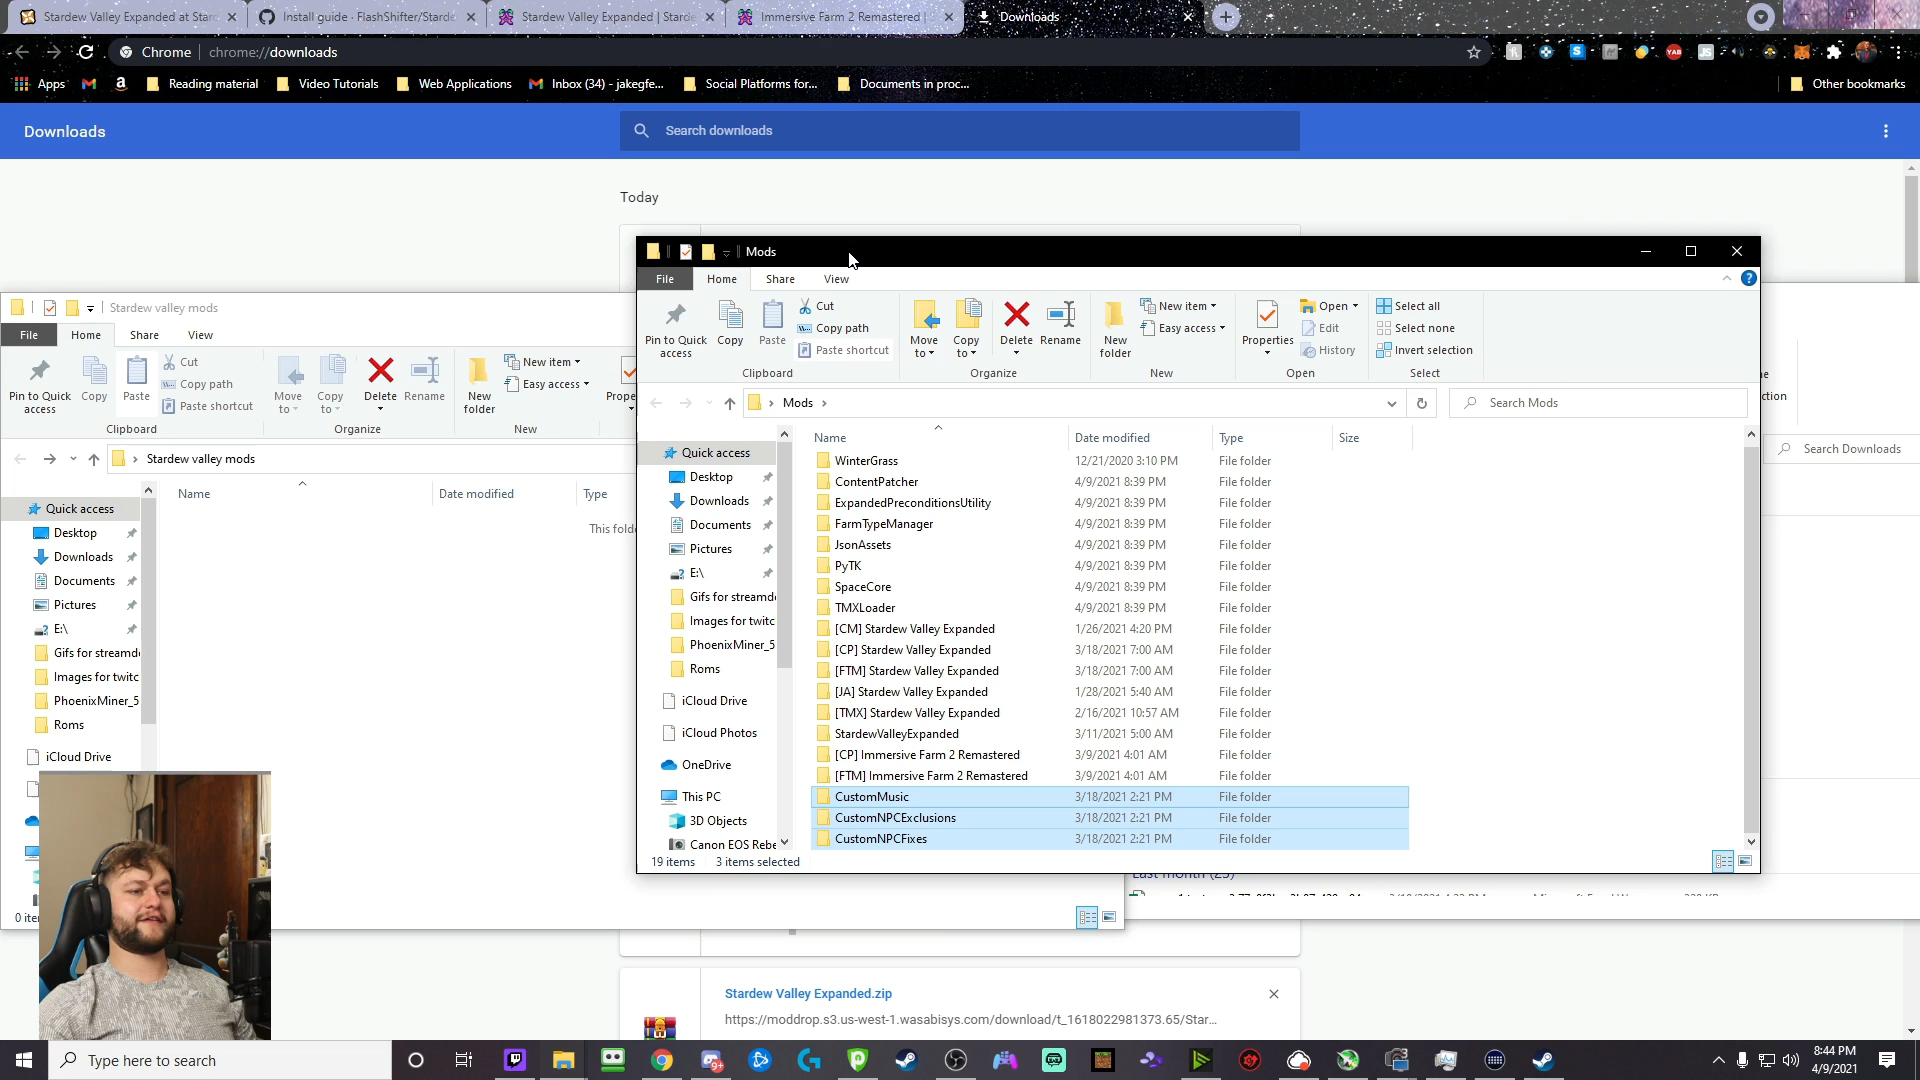 Stardew Valley Expanded at Star
Install guide · FlashShifter/Starde
Stardew Valley Expanded | Starde
Immersive Farm 2 Remastered |
Downloads
Chrome | chrome://downloads
Apps
Reading material
Video Tutorials
Web Applications
Inbox (34) - jakegfe...
Social Platforms for...
Documents in proc...
Other bookmarks
Downloads
Search downloads
Today
Stardew valley mods
File
Home
Share
View
Pin to Quick access
Copy
Paste
Cut
Copy path
Paste shortcut
Clipboard
Move to
Copy to
Delete
Rename
Organize
New folder
New item
Easy access
New
Prope
Stardew valley mods
Name
Date modified
Type
This fold
Quick access
Desktop
Downloads
Documents
Pictures
E:\
Gifs for streamde
Images for twitc
PhoenixMiner_5
Roms
iCloud Drive
0 iter
Mods
File
Home
Share
View
Pin to Quick access
Copy
Paste
Cut
Copy path
Paste shortcut
Clipboard
Move to
Copy to
Delete
Rename
Organize
New folder
New item
Easy access
New
Properties
Open
Edit
History
Open
Select all
Select none
Invert selection
Select
Mods
Search Mods
Quick access
Desktop
Downloads
Documents
Pictures
E:\
Gifs for streamde
Images for twitc
PhoenixMiner_5
Roms
iCloud Drive
iCloud Photos
OneDrive
This PC
3D Objects
Canon EOS Rebe
Name Date modified Type Size
WinterGrass 12/21/2020 3:10 PM File folder
ContentPatcher 4/9/2021 8:39 PM File folder
ExpandedPreconditionsUtility 4/9/2021 8:39 PM File folder
FarmTypeManager 4/9/2021 8:39 PM File folder
JsonAssets 4/9/2021 8:39 PM File folder
PyTK 4/9/2021 8:39 PM File folder
SpaceCore 4/9/2021 8:39 PM File folder
TMXLoader 4/9/2021 8:39 PM File folder
[CM] Stardew Valley Expanded 1/26/2021 4:20 PM File folder
[CP] Stardew Valley Expanded 3/18/2021 7:00 AM File folder
[FTM] Stardew Valley Expanded 3/18/2021 7:00 AM File folder
[JA] Stardew Valley Expanded 1/28/2021 5:40 AM File folder
[TMX] Stardew Valley Expanded 2/16/2021 10:57 AM File folder
StardewValleyExpanded 3/11/2021 5:00 AM File folder
[CP] Immersive Farm 2 Remastered 3/9/2021 4:01 AM File folder
[FTM] Immersive Farm 2 Remastered 3/9/2021 4:01 AM File folder
CustomMusic 3/18/2021 2:21 PM File folder
CustomNPCExclusions 3/18/2021 2:21 PM File folder
CustomNPCFixes 3/18/2021 2:21 PM File folder
19 items 3 items selected
ction
Search Downloads
Stardew Valley Expanded.zip
https://moddrop.s3.us-west-1.wasabisys.com/download/t_1618022981373.65/Star...
Type here to search
8:44 PM
4/9/2021